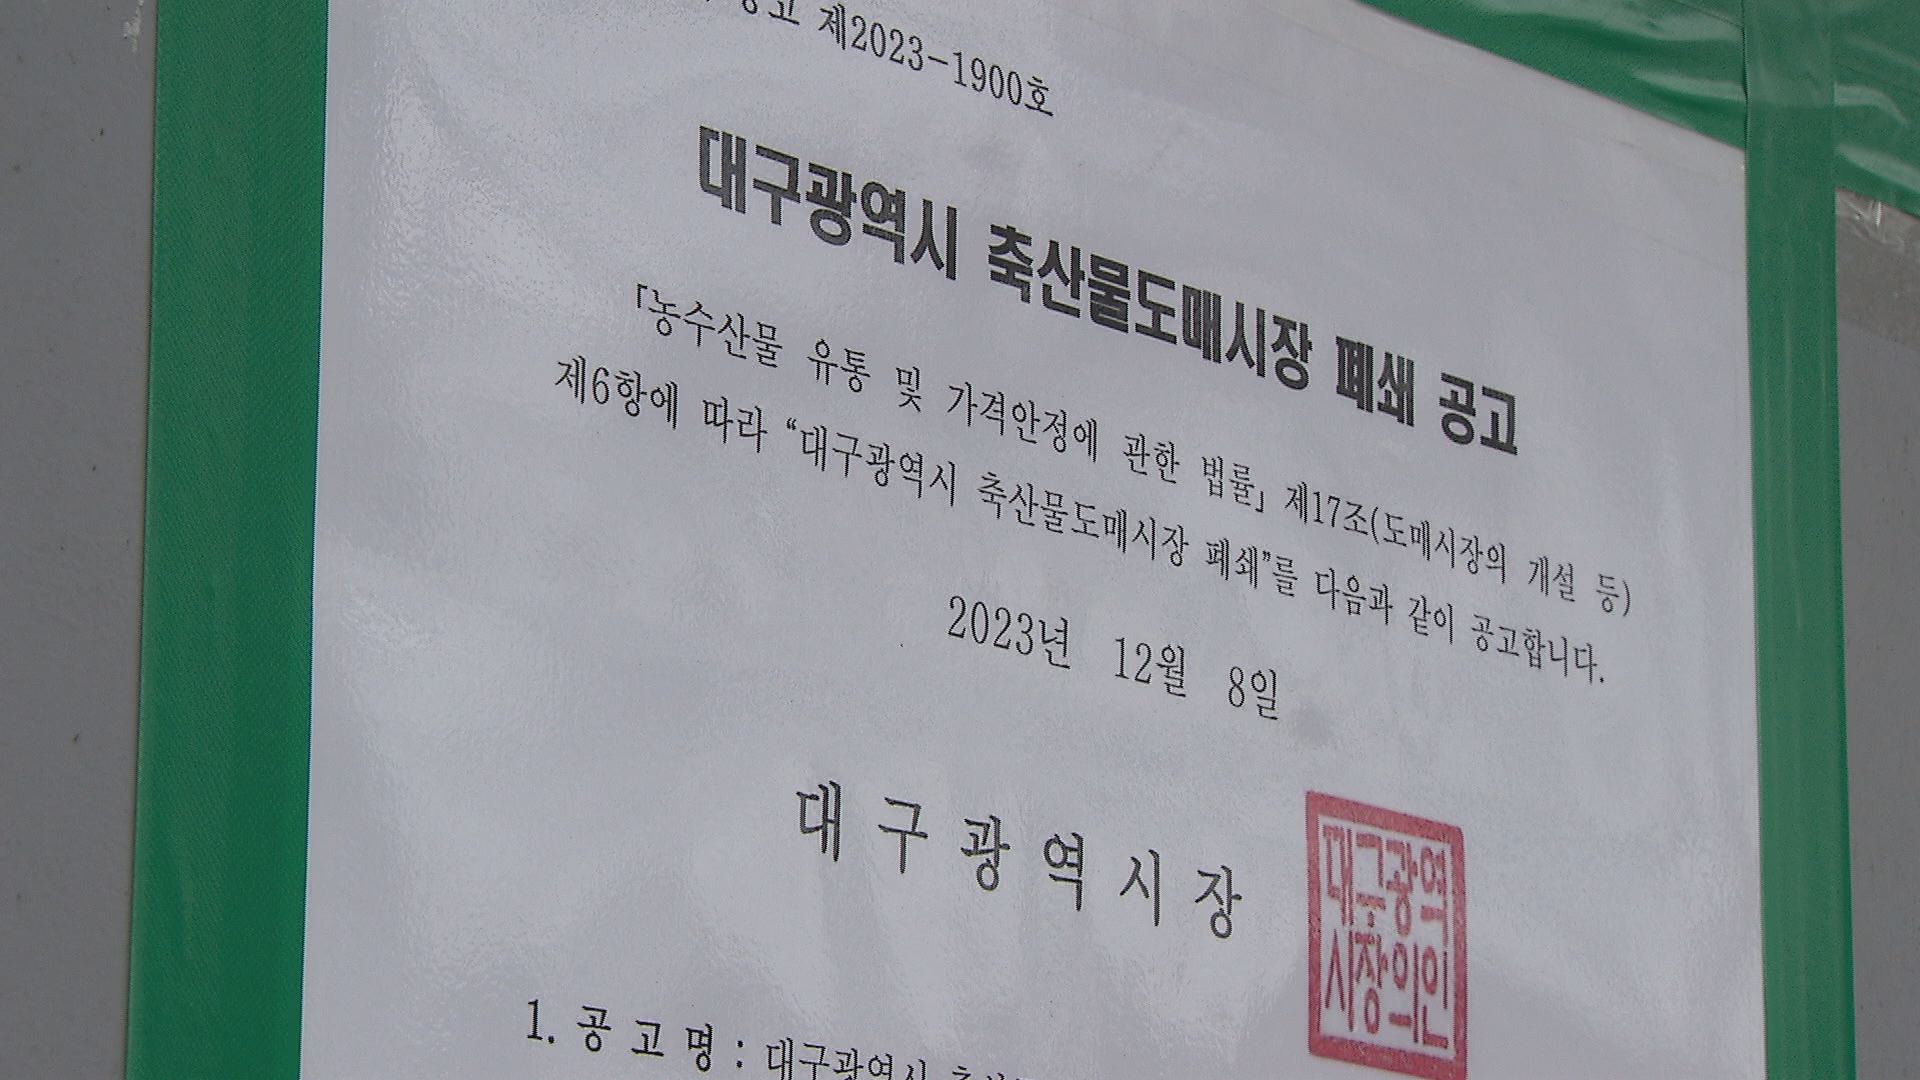 공고 제2023-1900호
대구광역시 축산물도매시장 폐쇄 공고
「농수산물 유통 및 가격안정에 관한 법률」 제17조(도매시장의 개설 등)
제6항에 따라 “대구광역시 축산물도매시장 폐쇄”를 다음과 같이 공고합니다.
2023년 12월 8일
대 구 광 역 시 장
대구광역
시장의인
1. 공 고 명 : 대구광역시